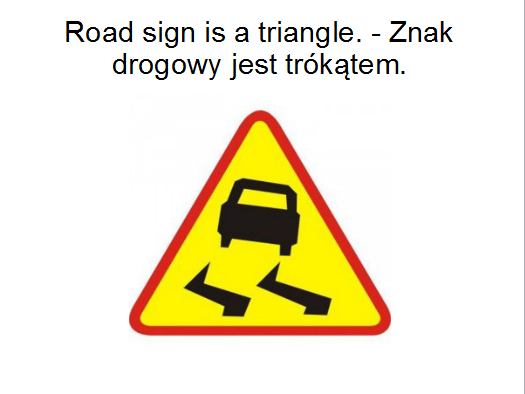 Road sign is a triangle. - Znak
drogowy jest trókątem.